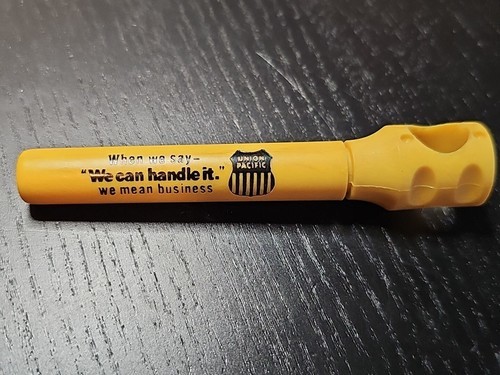 When we say–
"We can handle it."
we mean business
UNION
PACIFIC